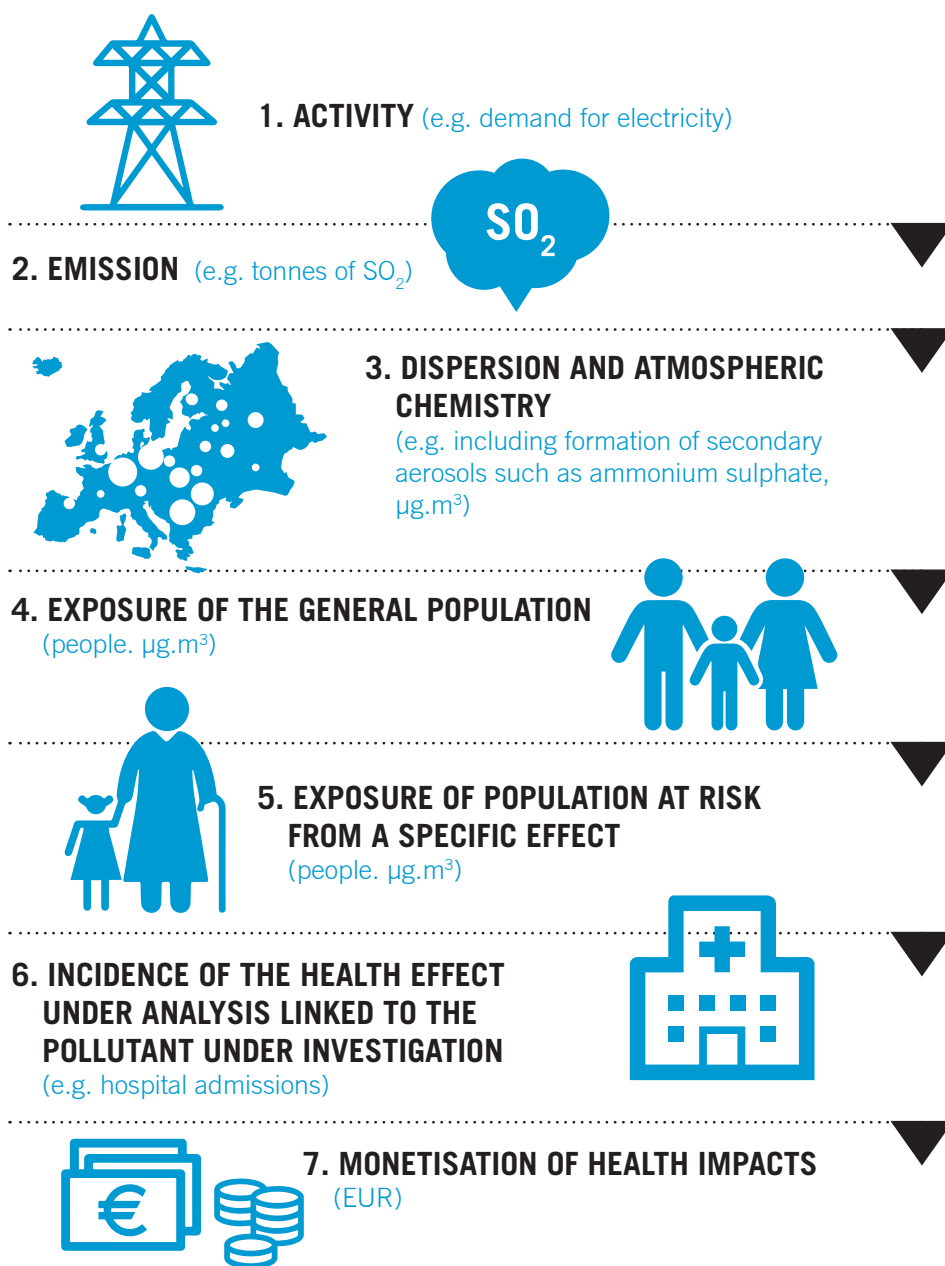 1. ACTIVITY (e.g. demand for electricity)
SO₂
2. EMISSION (e.g. tonnes of SO₂)
3. DISPERSION AND ATMOSPHERIC
CHEMISTRY
(e.g. including formation of secondary
aerosols such as ammonium sulphate,
µg.m³)
4. EXPOSURE OF THE GENERAL POPULATION
(people. µg.m³)
5. EXPOSURE OF POPULATION AT RISK
FROM A SPECIFIC EFFECT
(people. µg.m³)
6. INCIDENCE OF THE HEALTH EFFECT
UNDER ANALYSIS LINKED TO THE
POLLUTANT UNDER INVESTIGATION
(e.g. hospital admissions)
7. MONETISATION OF HEALTH IMPACTS
(EUR)
€